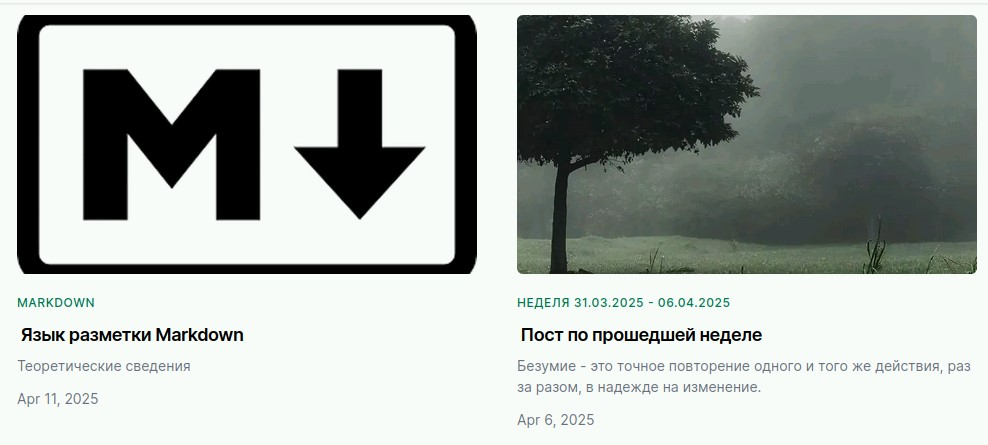 M
MARKDOWN
Язык разметки Markdown
Теоретические сведения
Apr 11, 2025
НЕДЕЛЯ 31.03.2025 - 06.04.2025
Пост по прошедшей неделе
Безумие - это точное повторение одного и того же действия, раз
за разом, в надежде на изменение.
Apr 6, 2025